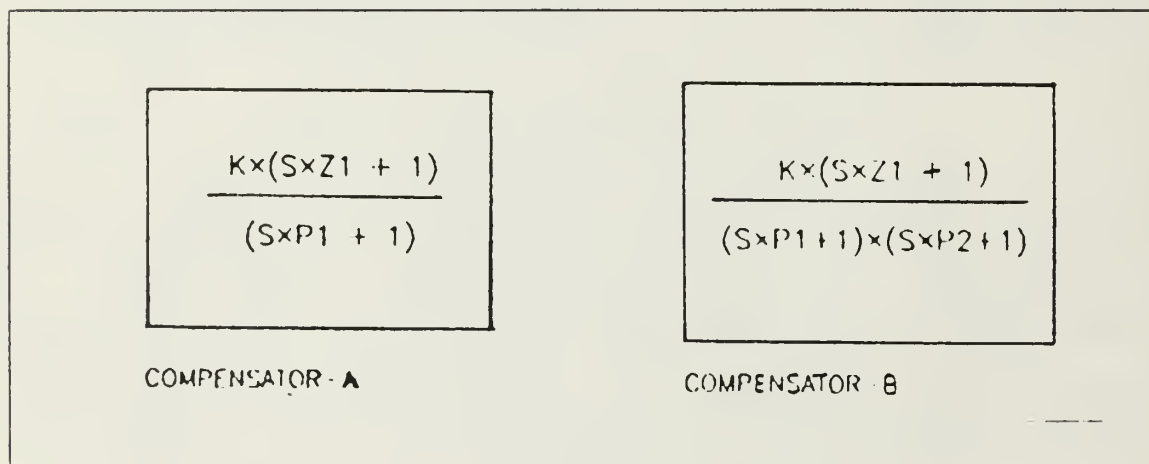 K×(S×Z1 + 1)
(S×P1 + 1)
COMPENSATOR - A
K×(S×Z1 + 1)
(S×P1+1)×(S×P2+1)
COMPENSATOR B